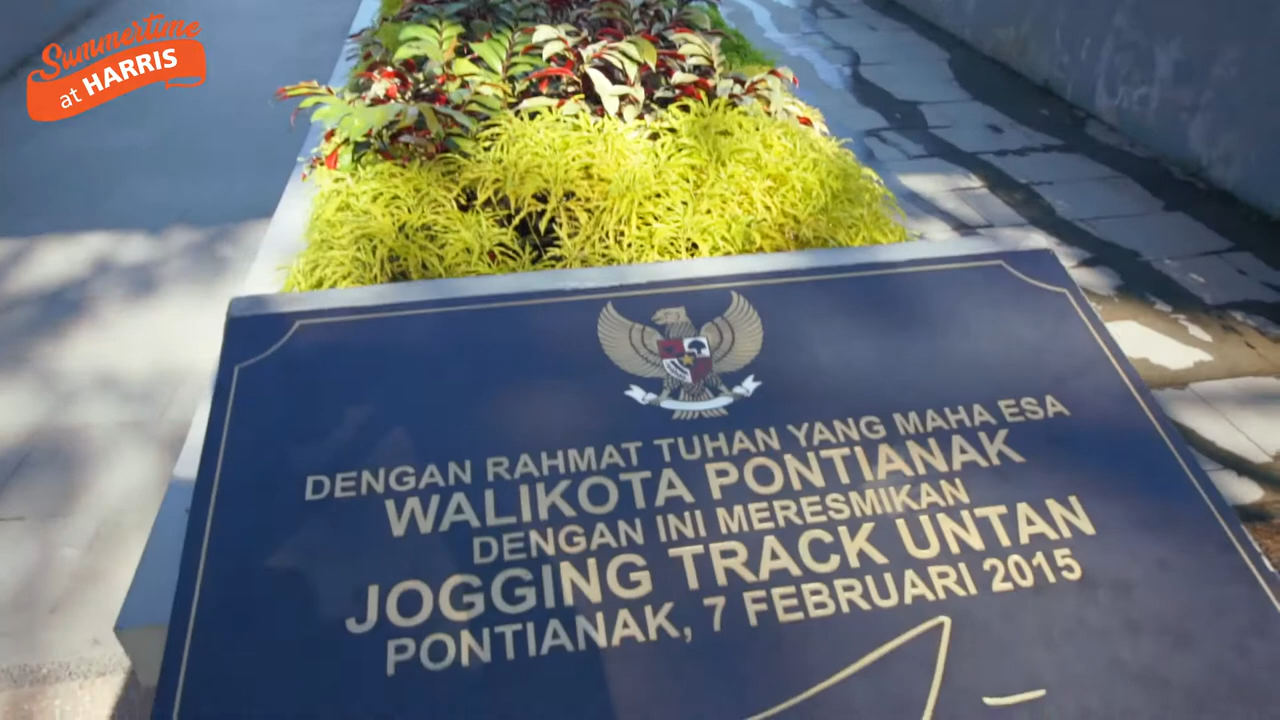 Summertime
at HARRIS
DENGAN RAHMAT TUHAN YANG MAHA ESA
WALIKOTA PONTIANAK
DENGAN INI MERESMIKAN
JOGGING TRACK UNTAN
PONTIANAK, 7 FEBRUARI 2015